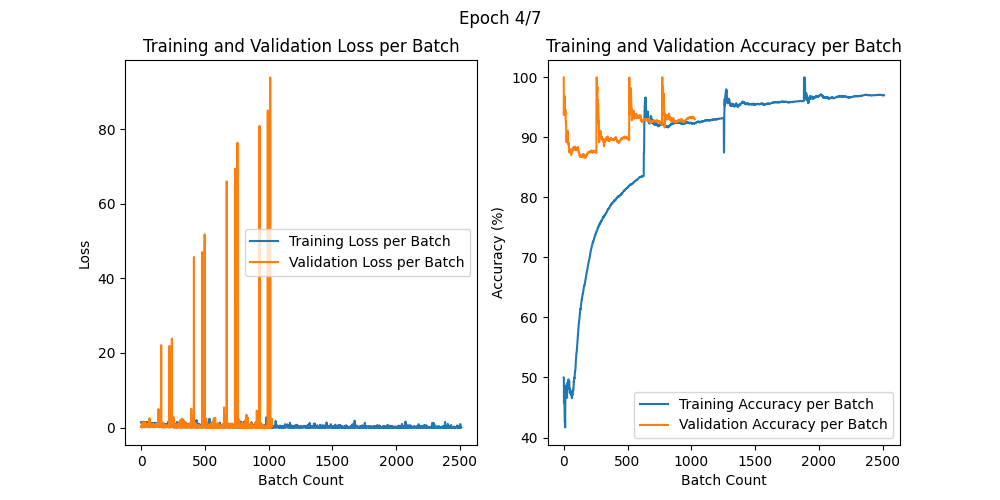 Epoch 4/7
Training and Validation Loss per Batch
Loss
80
60
40
20
0
0 500 1000 1500 2000 2500
Batch Count
Training Loss per Batch
Validation Loss per Batch
Training and Validation Accuracy per Batch
Accuracy (%)
100
90
80
70
60
50
40
0 500 1000 1500 2000 2500
Batch Count
Training Accuracy per Batch
Validation Accuracy per Batch